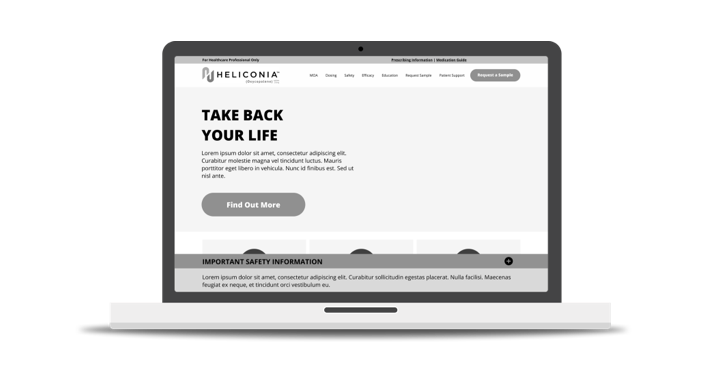 For Healthcare Professional Only
Prescribing Information | Medication Guide
HELICONIA™
MOA Dosing Safety Efficacy Education Request Sample Patient Support Request a Sample
TAKE BACK
YOUR LIFE
Lorem ipsum dolor sit amet, consectetur adipiscing elit.
Curabitur molestie magna vel tincidunt luctus. Mauris
porttitor eget libero in vehicula. Nunc id finibus est. Sed ut
nisl ante.
Find Out More
IMPORTANT SAFETY INFORMATION
Lorem ipsum dolor sit amet, consectetur adipiscing elit. Curabitur sollicitudin egestas placerat. Nulla facilisi. Maecenas
feugiat ex neque, et tincidunt orci vestibulum eu.